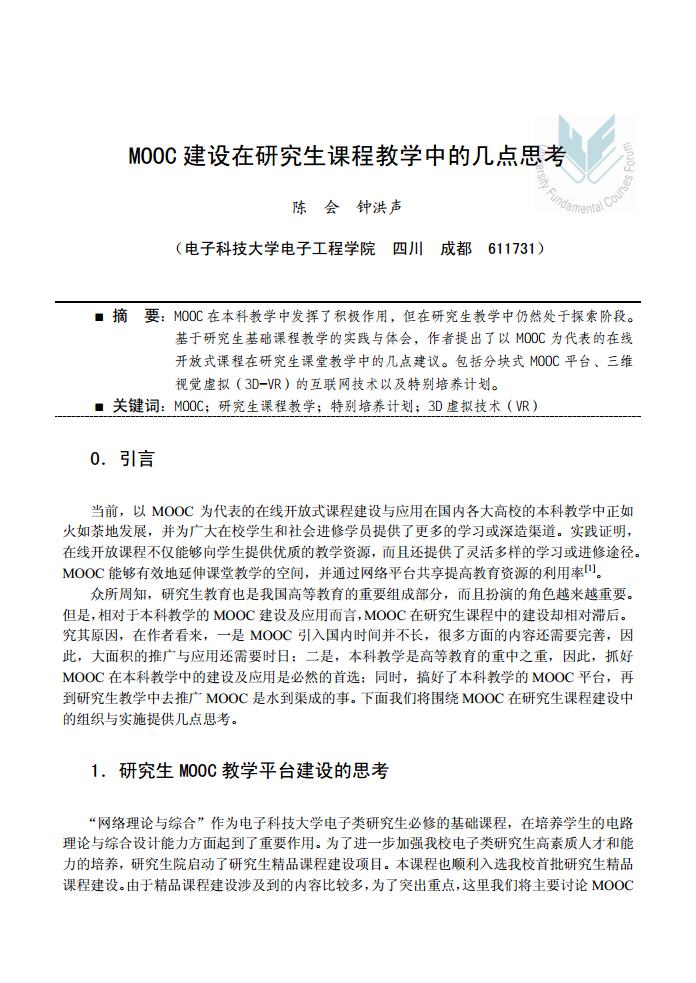 MOOC 建设在研究生课程教学中的几点思考
University Fundamental Courses Forum
陈 会 钟洪声
（电子科技大学电子工程学院 四川 成都 611731）
■ 摘 要：MOOC 在本科教学中发挥了积极作用，但在研究生教学中仍然处于探索阶段。
基于研究生基础课程教学的实践与体会，作者提出了以 MOOC 为代表的在线
开放式课程在研究生课堂教学中的几点建议。包括分块式 MOOC 平台、三维
视觉虚拟（3D-VR）的互联网技术以及特别培养计划。
■ 关键词：MOOC；研究生课程教学；特别培养计划；3D 虚拟技术（VR）
0．引言
当前，以 MOOC 为代表的在线开放式课程建设与应用在国内各大高校的本科教学中正如
火如荼地发展，并为广大在校学生和社会进修学员提供了更多的学习或深造渠道。实践证明，
在线开放课程不仅能够向学生提供优质的教学资源，而且还提供了灵活多样的学习或进修途径。
MOOC 能够有效地延伸课堂教学的空间，并通过网络平台共享提高教育资源的利用率[1]。
众所周知，研究生教育也是我国高等教育的重要组成部分，而且扮演的角色越来越重要。
但是，相对于本科教学的 MOOC 建设及应用而言，MOOC 在研究生课程中的建设却相对滞后。
究其原因，在作者看来，一是 MOOC 引入国内时间并不长，很多方面的内容还需要完善，因
此，大面积的推广与应用还需要时日；二是，本科教学是高等教育的重中之重，因此，抓好
MOOC 在本科教学中的建设及应用是必然的首选；同时，搞好了本科教学的 MOOC 平台，再
到研究生教学中去推广 MOOC 是水到渠成的事。下面我们将围绕 MOOC 在研究生课程建设中
的组织与实施提供几点思考。
1．研究生 MOOC 教学平台建设的思考
“网络理论与综合”作为电子科技大学电子类研究生必修的基础课程，在培养学生的电路
理论与综合设计能力方面起到了重要作用。为了进一步加强我校电子类研究生高素质人才和能
力的培养，研究生院启动了研究生精品课程建设项目。本课程也顺利入选我校首批研究生精品
课程建设。由于精品课程建设涉及到的内容比较多，为了突出重点，这里我们将主要讨论 MOOC